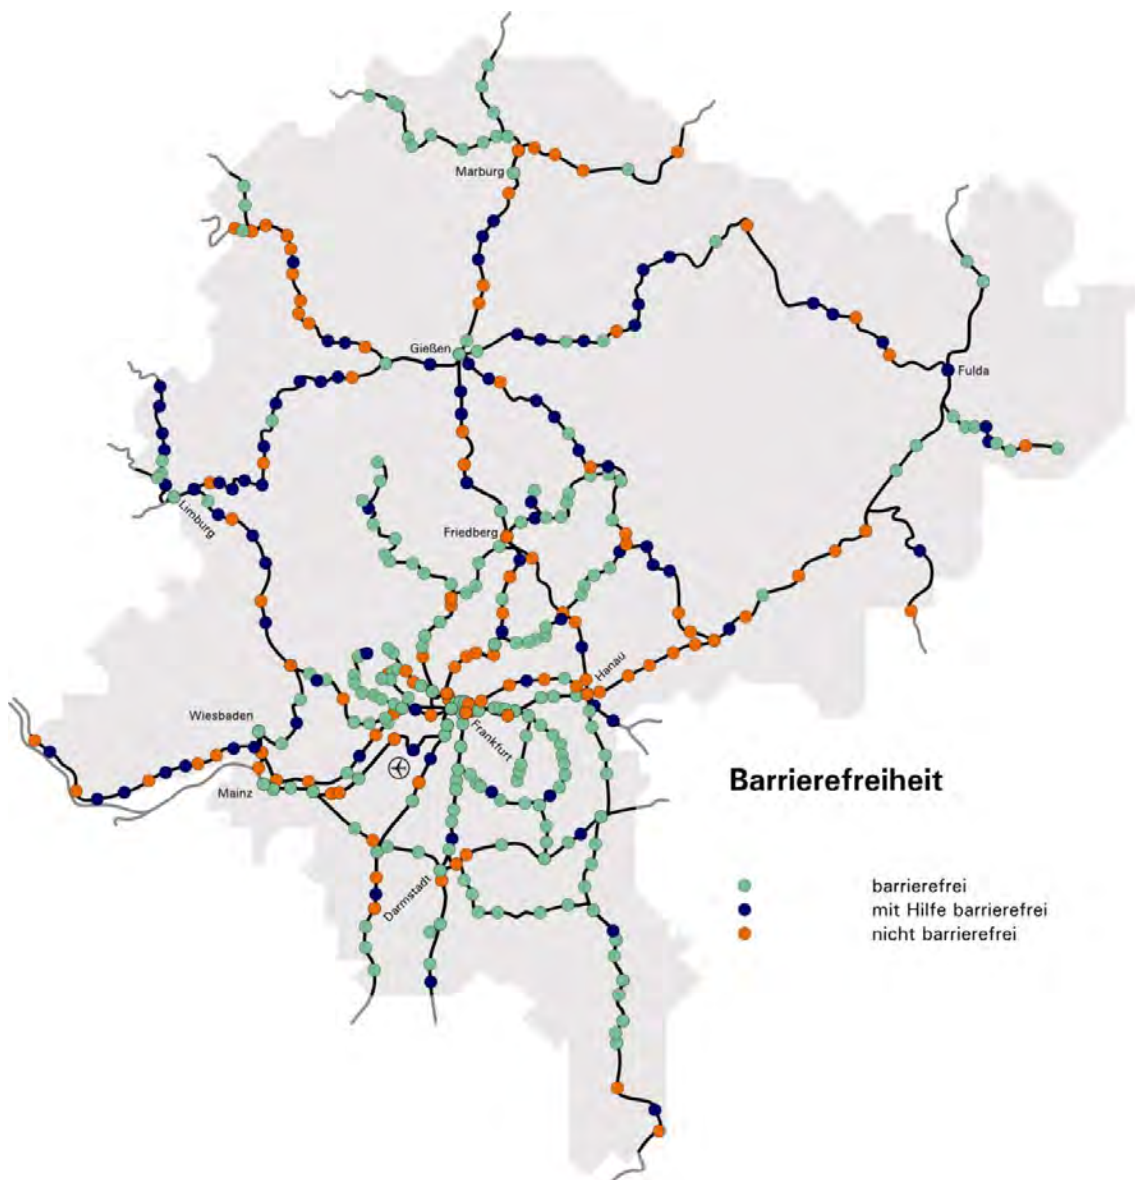 Marburg
Gießen
Fulda
Limburg
Friedberg
Hanau
Wiesbaden
Frankfurt
Mainz
Darmstadt
Barrierefreiheit
barrierefrei
mit Hilfe barrierefrei
nicht barrierefrei